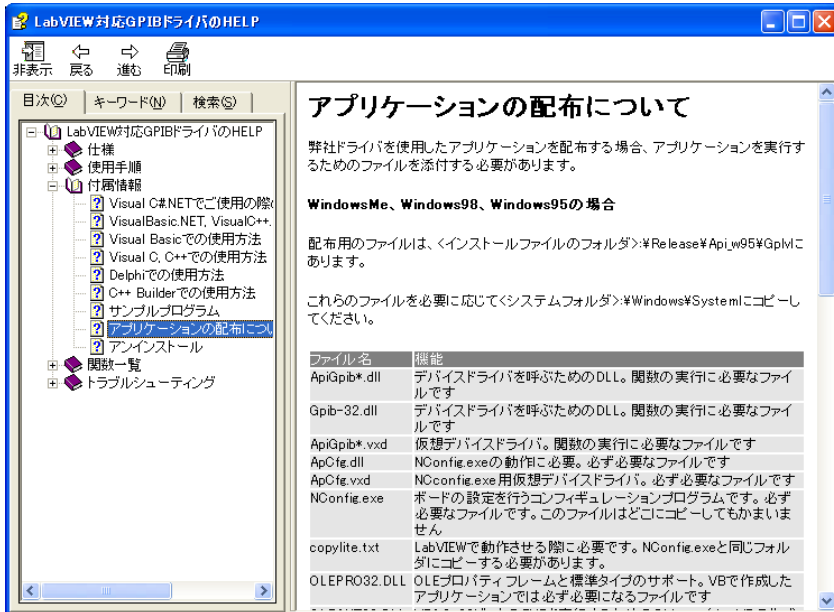 LabVIEW対応GPIBドライバのHELP
非表示 戻る 進む 印刷
目次(C) キーワード(N) 検索(S)
LabVIEW対応GPIBドライバのHELP
仕様
使用手順
付属情報
Visual C#.NETでご使用の際
VisualBasic.NET, VisualC++.
Visual Basicでの使用方法
Visual C, C++での使用方法
Delphiでの使用方法
C++ Builderでの使用方法
サンプルプログラム
アプリケーションの配布につい
アンインストール
関数一覧
トラブルシューティング
アプリケーションの配布について
弊社ドライバを使用したアプリケーションを配布する場合、アプリケーションを実行す
るためのファイルを添付する必要があります。
WindowsMe、Windows98、Windows95の場合
配布用のファイルは、<インストールファイルのフォルダ>:¥Release¥Api_w95¥Gplvに
あります。
これらのファイルを必要に応じて<システムフォルダ>:¥Windows¥Systemにコピーし
てください。
ファイル名 機能
ApiGpib*.dll デバイスドライバを呼ぶためのDLL。関数の実行に必要なファイ
ルです
Gpib-32.dll デバイスドライバを呼ぶためのDLL。関数の実行に必要なファイ
ルです
ApiGpib*.vxd 仮想デバイスドライバ。関数の実行に必要なファイルです
ApCfg.dll NConfig.exeの動作に必要。必ず必要なファイルです
ApCfg.vxd NCconfig.exe用仮想デバイスドライバ。必ず必要なファイルです
NConfig.exe ボードの設定を行うコンフィギュレーションプログラムです。必ず
必要なファイルです。このファイルはどこにコピーしてもかまいま
せん
copylite.txt LabVIEWで動作させる際に必要です。NConfig.exeと同じフォル
ダにコピーする必要があります。
OLEPRO32.DLL OLEプロパティフレームと標準タイプのサポート。VBで作成した
アプリケーションでは必ず必要になるファイルです